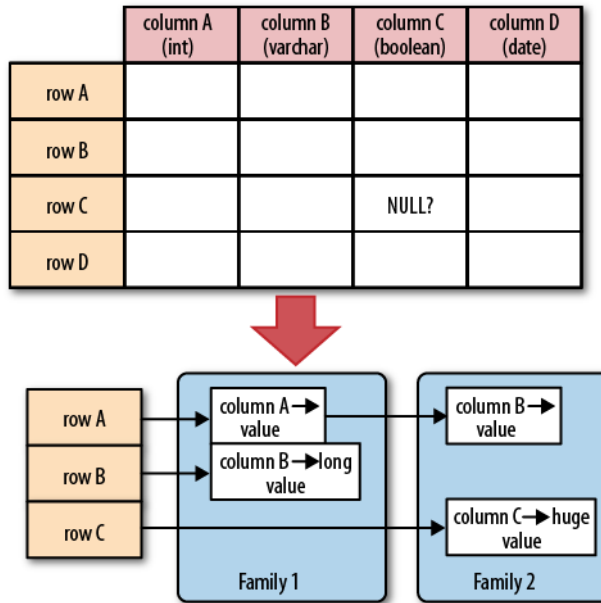 column A column B column C column D
(int) (varchar) (boolean) (date)
row A
row B
row C NULL?
row D
row A column A→ value column B→ value
row B column B→long value
row C column C→huge value
Family 1 Family 2